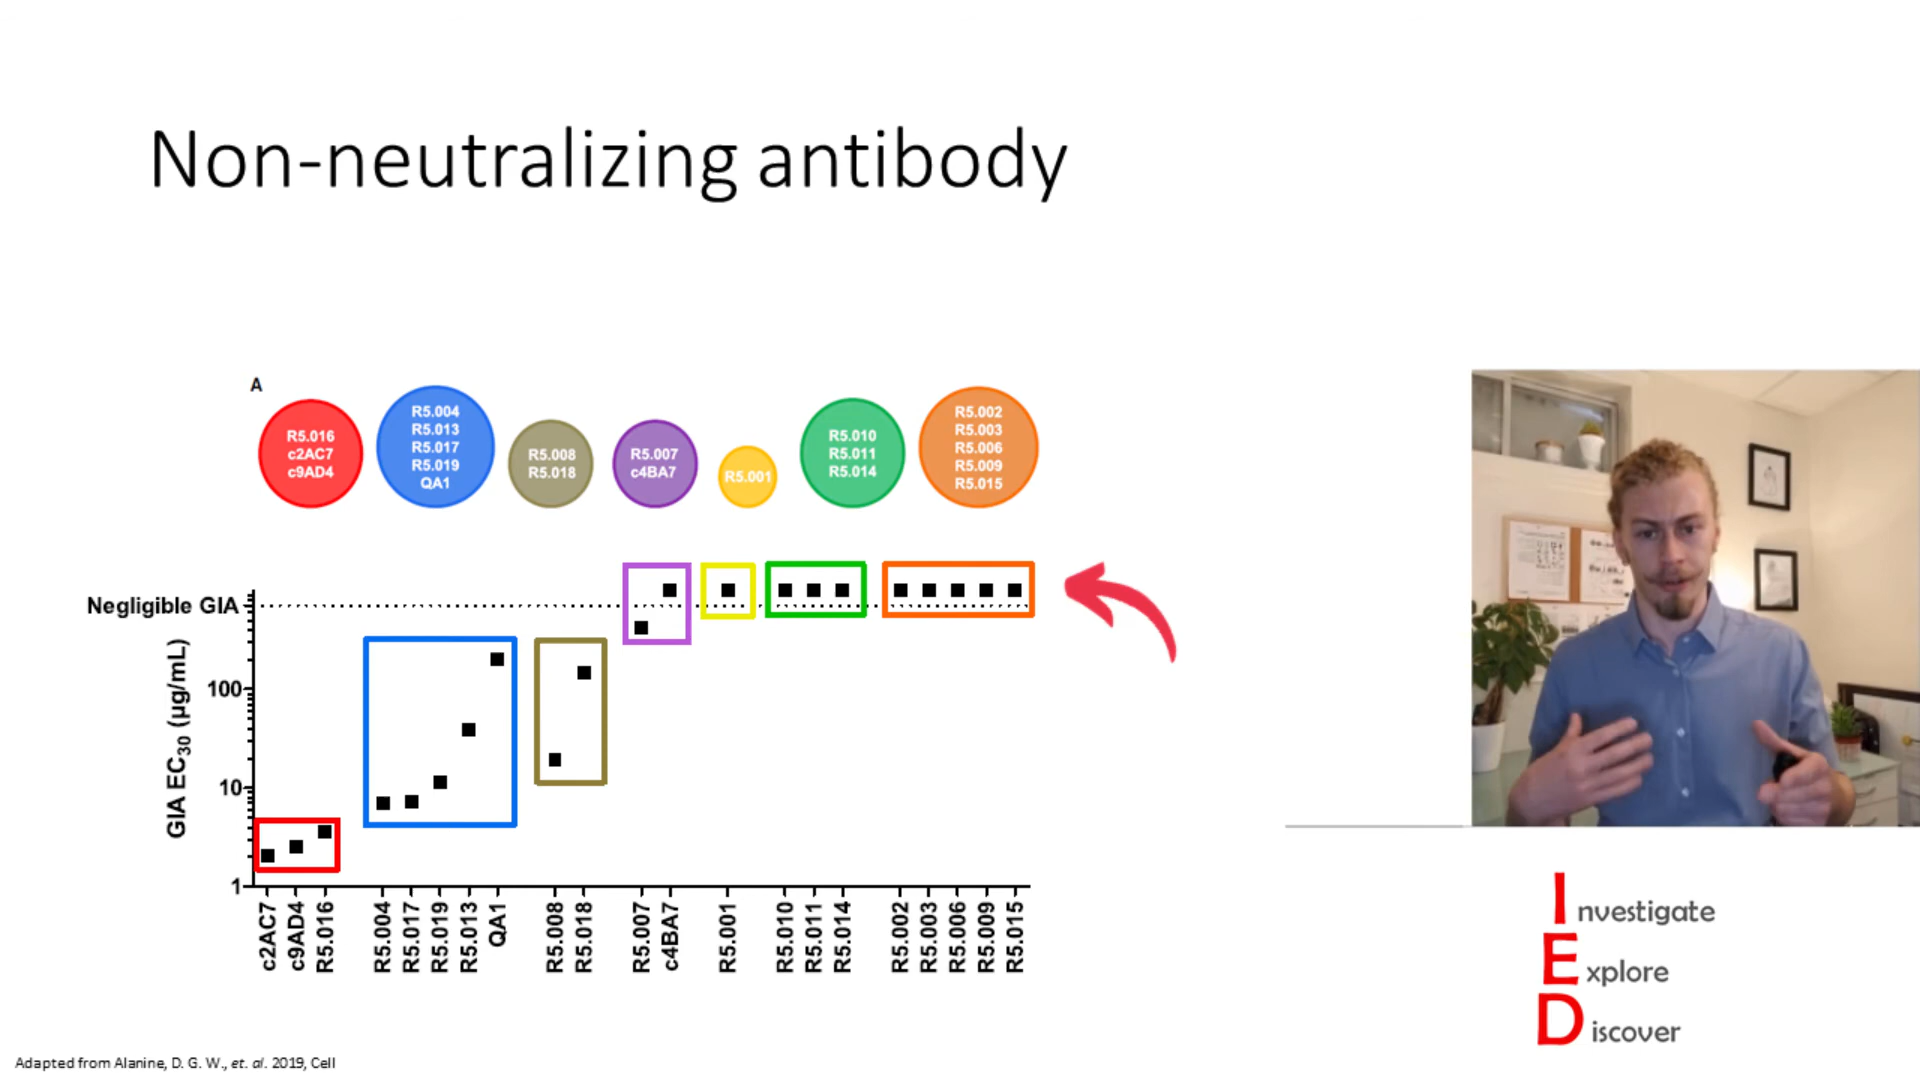 Non-neutralizing antibody
A
R5.016
c2AC7
c9AD4
R5.004
R5.013
R5.017
R5.019
QA1
R5.008
R5.018
R5.007
c4BA7
R5.001
R5.010
R5.011
R5.014
R5.002
R5.003
R5.006
R5.009
R5.015
Negligible GIA
GIA EC30 (µg/mL)
100
10
1
c2AC7
c9AD4
R5.016
R5.004
R5.017
R5.019
R5.013
QA1
R5.008
R5.018
R5.007
c4BA7
R5.001
R5.010
R5.011
R5.014
R5.002
R5.003
R5.006
R5.009
R5.015
Investigate
Explore
Discover
Adapted from Alanine, D. G. W., et. al. 2019, Cell